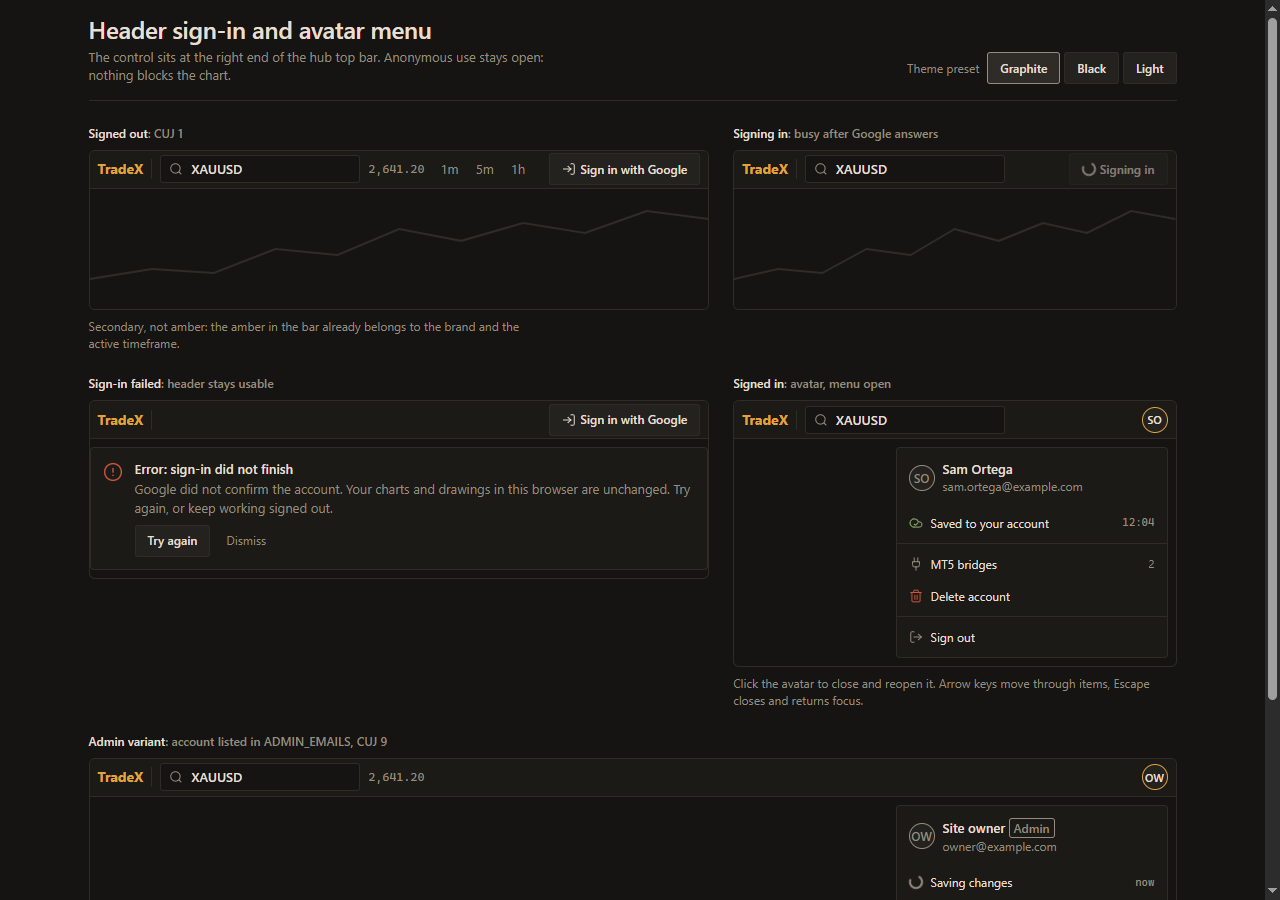 Header sign-in and avatar menu
The control sits at the right end of the hub top bar. Anonymous use stays open:
nothing blocks the chart.
Theme preset Graphite Black Light
Signed out: CUJ 1
TradeX XAUUSD 2,641.20 1m 5m 1h Sign in with Google
Secondary, not amber: the amber in the bar already belongs to the brand and the
active timeframe.
Signing in: busy after Google answers
TradeX XAUUSD Signing in
Sign-in failed: header stays usable
TradeX Sign in with Google
Error: sign-in did not finish
Google did not confirm the account. Your charts and drawings in this browser are unchanged. Try
again, or keep working signed out.
Try again Dismiss
Signed in: avatar, menu open
TradeX XAUUSD SO
SO Sam Ortega
sam.ortega@example.com
Saved to your account 12:04
MT5 bridges 2
Delete account
Sign out
Click the avatar to close and reopen it. Arrow keys move through items, Escape
closes and returns focus.
Admin variant: account listed in ADMIN_EMAILS, CUJ 9
TradeX XAUUSD 2,641.20 OW
OW Site owner Admin
owner@example.com
Saving changes now